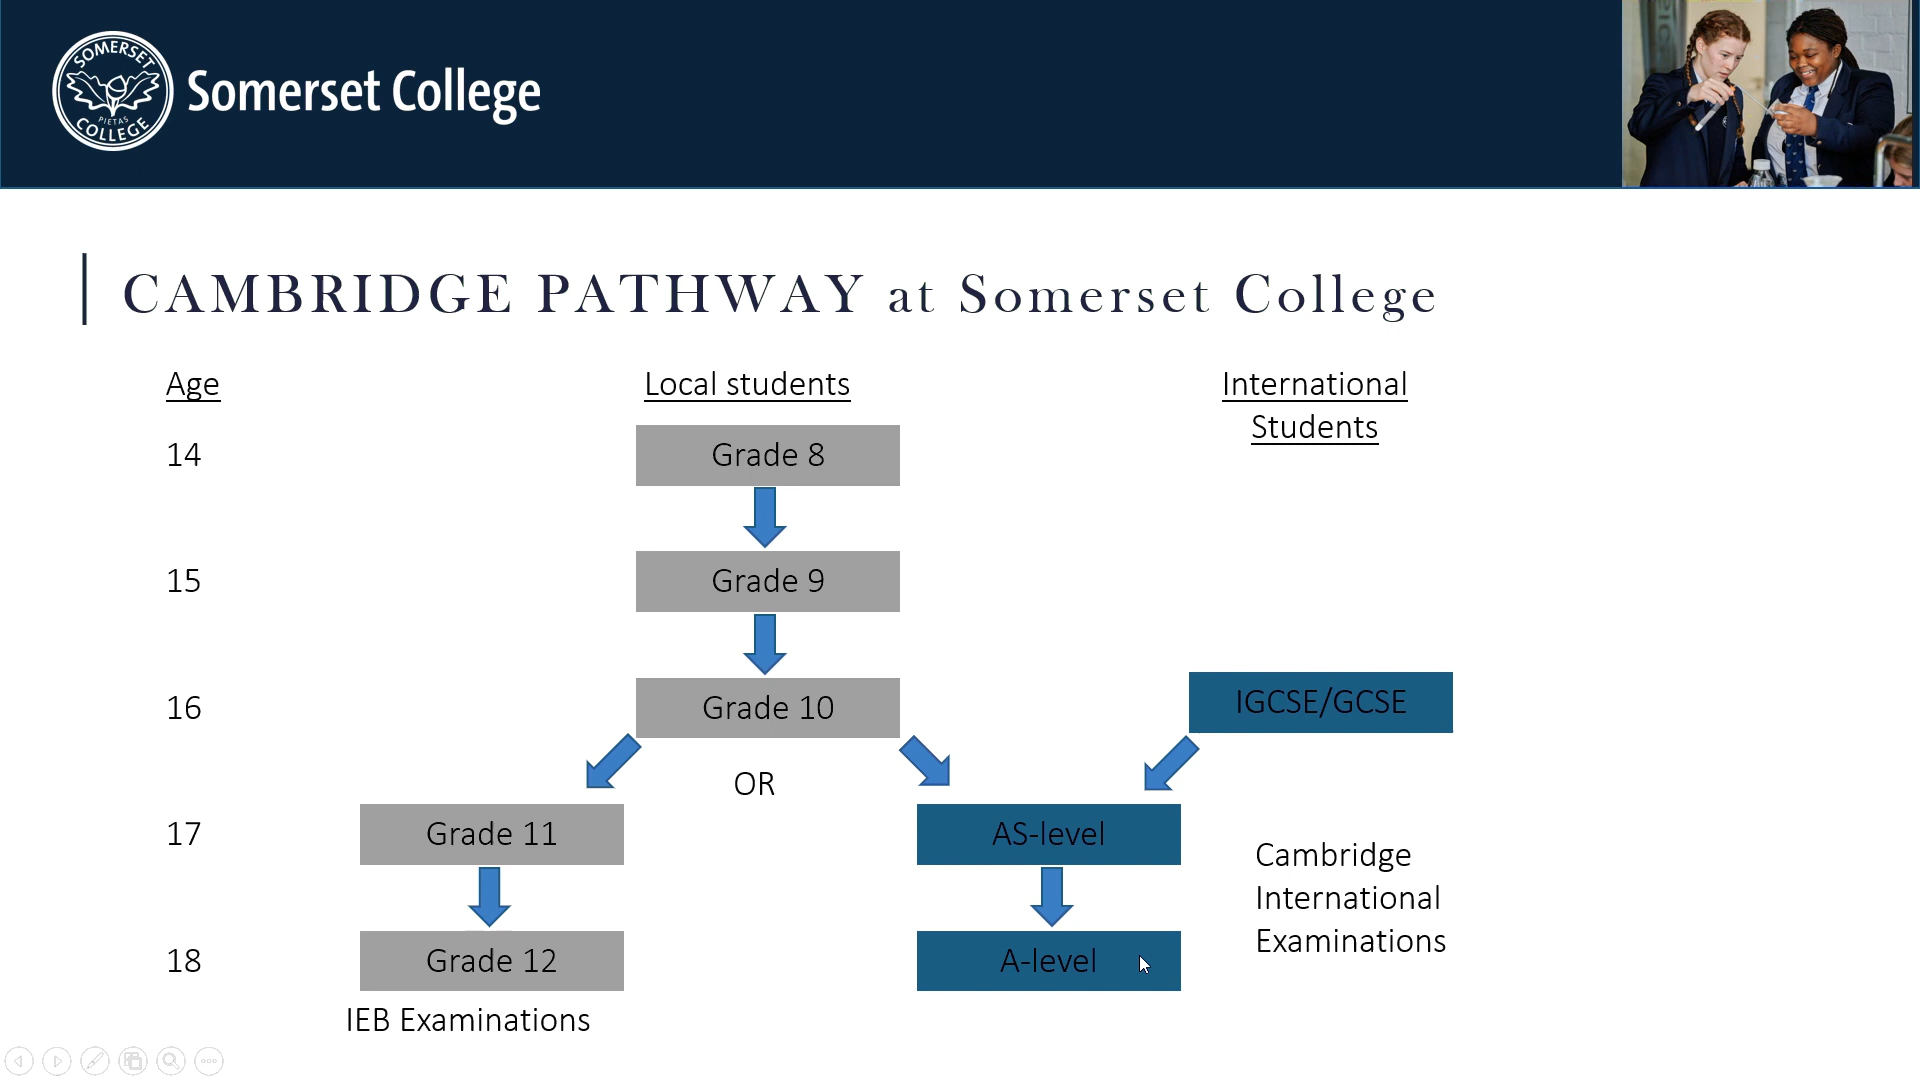 SOMERSET
PIETAS
COLLEGE
Somerset College
CAMBRIDGE PATHWAY at Somerset College
Age
Local students
International
Students
14
Grade 8
15
Grade 9
16
Grade 10
IGCSE/GCSE
OR
17
Grade 11
AS-level
Cambridge
International
Examinations
18
Grade 12
A-level
IEB Examinations